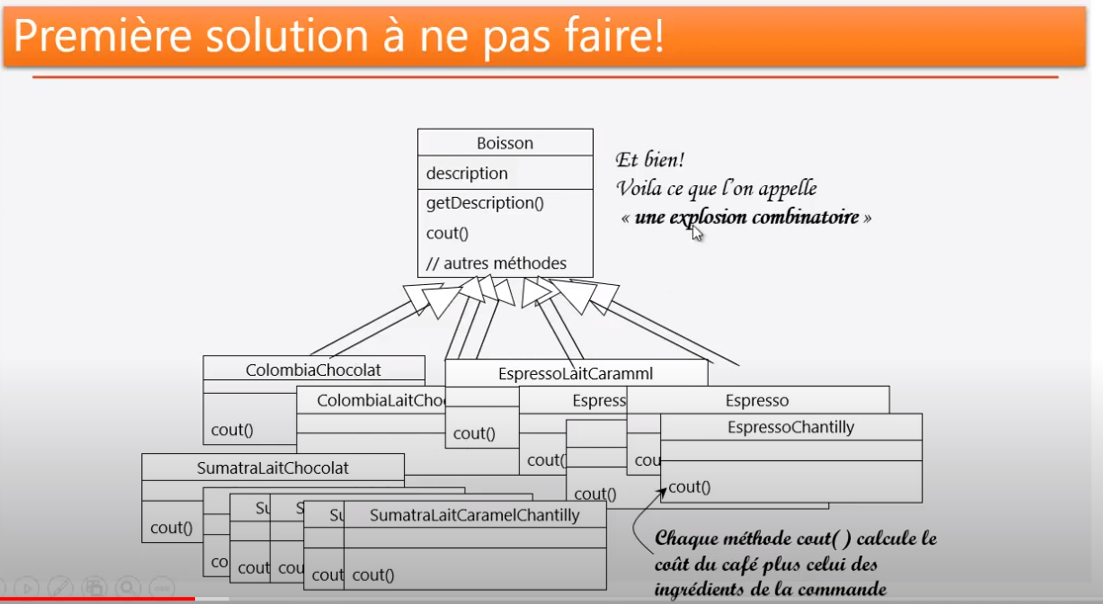 Première solution à ne pas faire!
Boisson
description
getDescription()
cout()
// autres méthodes
Et bien!
Voila ce que l'on appelle
« une explosion combinatoire »
ColombiaChocolat
cout()
ColombiaLaitCho
EspressoLaitCaramml
cout()
Espress
cout(
cout()
Espresso
cou
EspressoChantilly
cout()
SumatraLaitChocolat
cout()
co
Su
cout
S
cou
Su
cout
SumatraLaitCaramelChantilly
cout()
Chaque méthode cout( ) calcule le
coût du café plus celui des
ingrédients de la commande